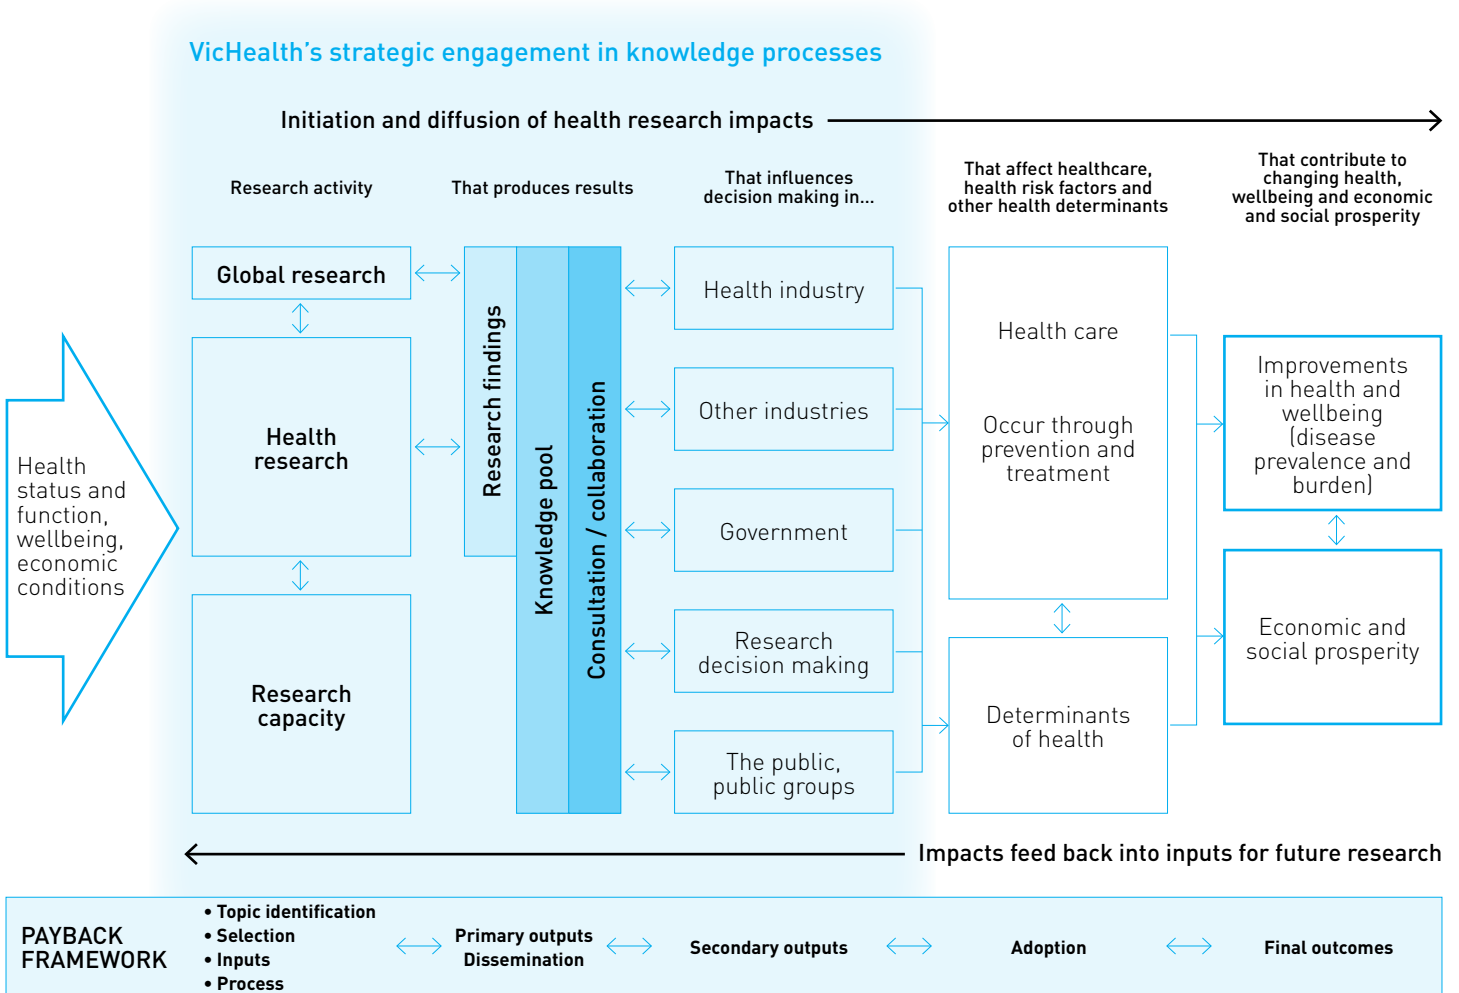 VicHealth’s strategic engagement in knowledge processes
Initiation and diffusion of health research impacts
Research activity
That produces results
That influences
decision making in...
That affect healthcare,
health risk factors and
other health determinants
That contribute to
changing health,
wellbeing and economic
and social prosperity
Health
status and
function,
wellbeing,
economic
conditions
Global research
Health
research
Research
capacity
Research findings
Knowledge pool
Consultation / collaboration
Health industry
Other industries
Government
Research
decision making
The public,
public groups
Health care
Occur through
prevention and
treatment
Determinants
of health
Improvements
in health and
wellbeing
(disease
prevalence and
burden)
Economic and
social prosperity
Impacts feed back into inputs for future research
PAYBACK
FRAMEWORK
• Topic identification
• Selection
• Inputs
• Process
Primary outputs
Dissemination
Secondary outputs
Adoption
Final outcomes